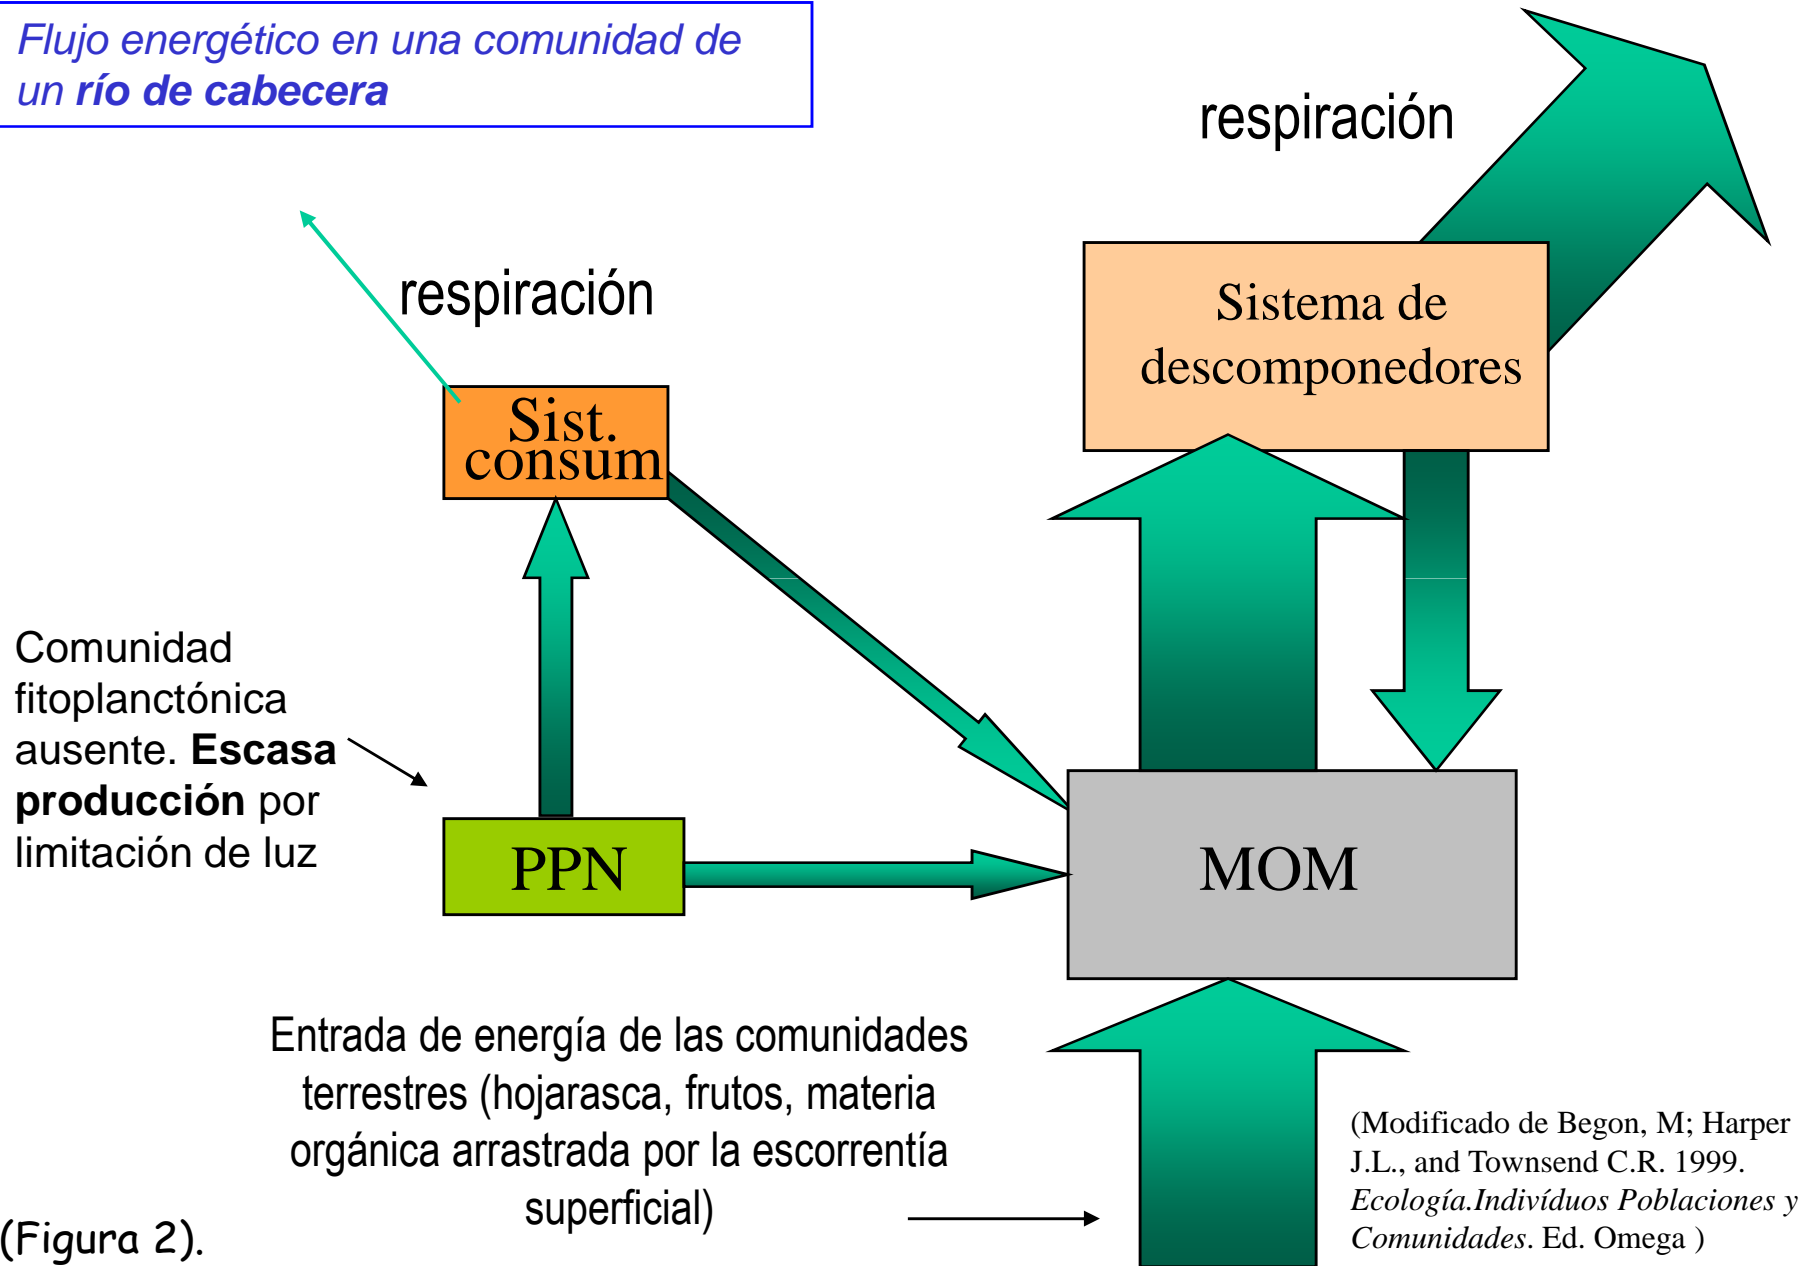 Flujo energético en una comunidad de
un río de cabecera
respiración
respiración
Sistema de
descomponedores
Sist.
consum
Comunidad
fitoplanctónica
ausente. Escasa
producción por
limitación de luz
PPN
MOM
Entrada de energía de las comunidades
terrestres (hojarasca, frutos, materia
orgánica arrastrada por la escorrentía
superficial)
(Modificado de Begon, M; Harper
J.L., and Townsend C.R. 1999.
Ecología.Indivíduos Poblaciones y
Comunidades. Ed. Omega )
(Figura 2).